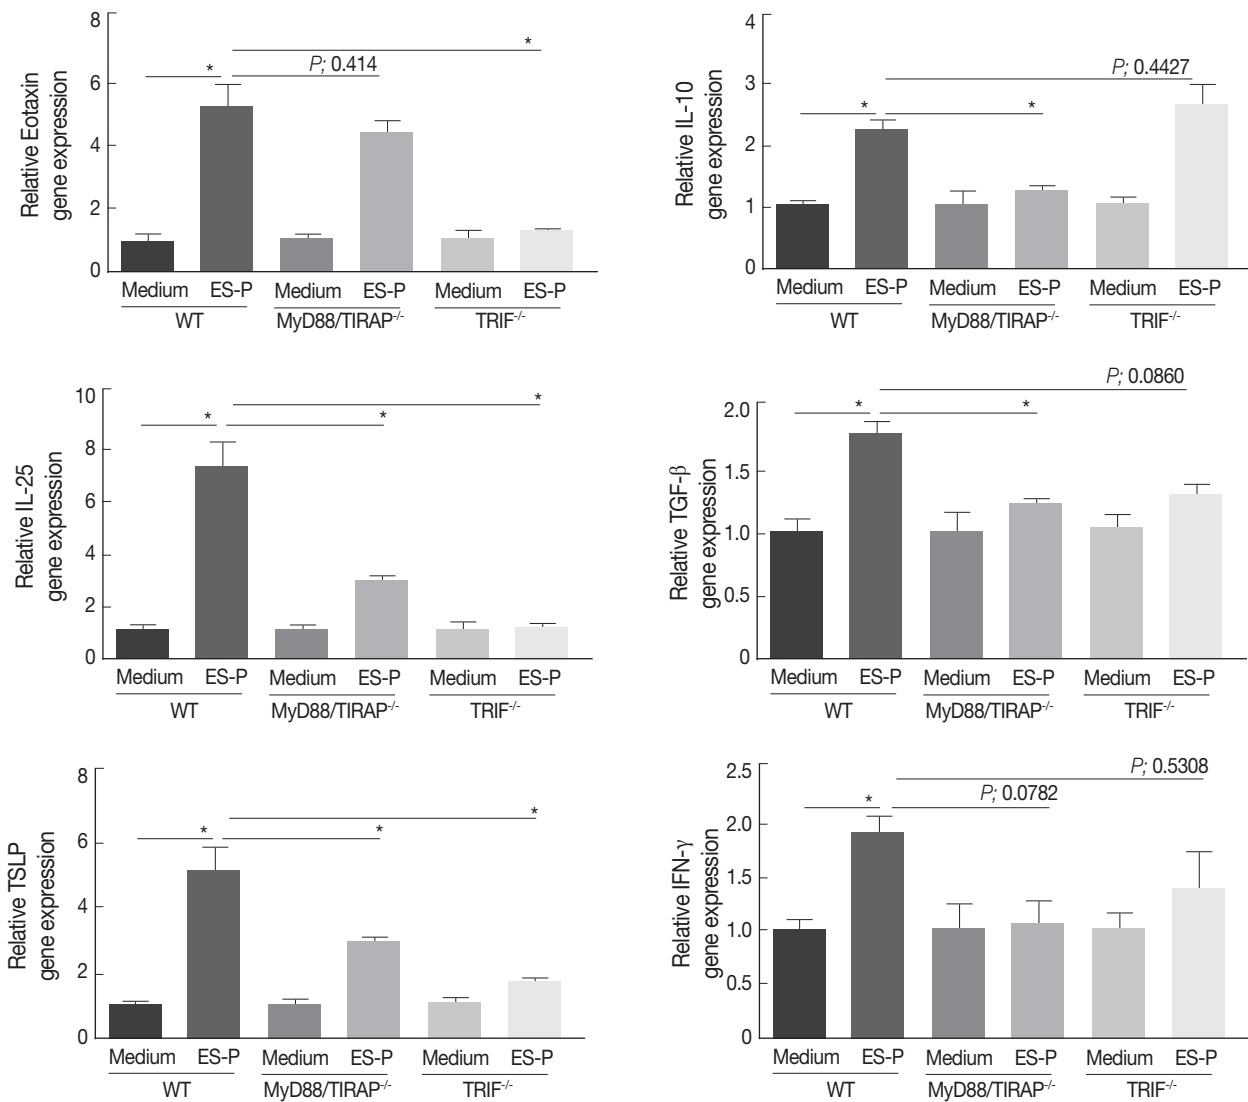 Relative Eotaxin
gene expression
8
6
4
2
0
*
P; 0.414
*
Medium ES-P Medium ES-P Medium ES-P
WT MyD88/TIRAP-/- TRIF-/-
Relative IL-10
gene expression
4
3
2
1
0
*
*
P; 0.4427
Medium ES-P Medium ES-P Medium ES-P
WT MyD88/TIRAP-/- TRIF-/-
Relative IL-25
gene expression
10
8
6
4
2
0
*
*
*
Medium ES-P Medium ES-P Medium ES-P
WT MyD88/TIRAP-/- TRIF-/-
Relative TGF-β
gene expression
2.0
1.5
1.0
0.5
0
*
*
P; 0.0860
Medium ES-P Medium ES-P Medium ES-P
WT MyD88/TIRAP-/- TRIF-/-
Relative TSLP
gene expression
8
6
4
2
0
*
*
*
Medium ES-P Medium ES-P Medium ES-P
WT MyD88/TIRAP-/- TRIF-/-
Relative IFN-γ
gene expression
2.5
2.0
1.5
1.0
0.5
0
*
P; 0.0782
P; 0.5308
Medium ES-P Medium ES-P Medium ES-P
WT MyD88/TIRAP-/- TRIF-/-